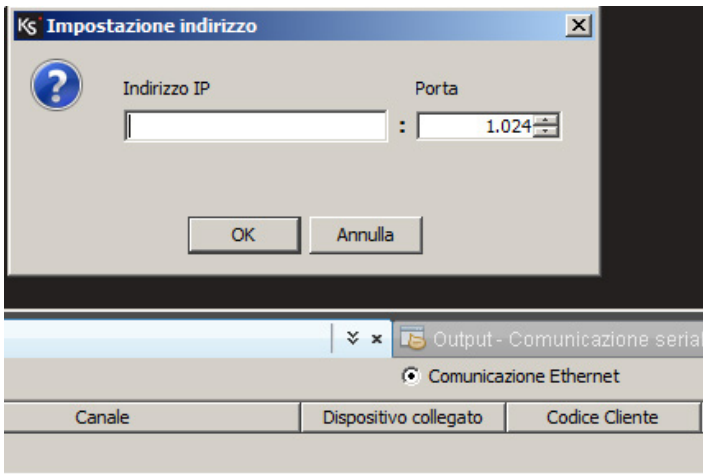 Ks Impostazione indirizzo
Indirizzo IP Porta
: 1.024
OK Annulla
Output - Comunicazione serial
Comunicazione Ethernet
Canale Dispositivo collegato Codice Cliente